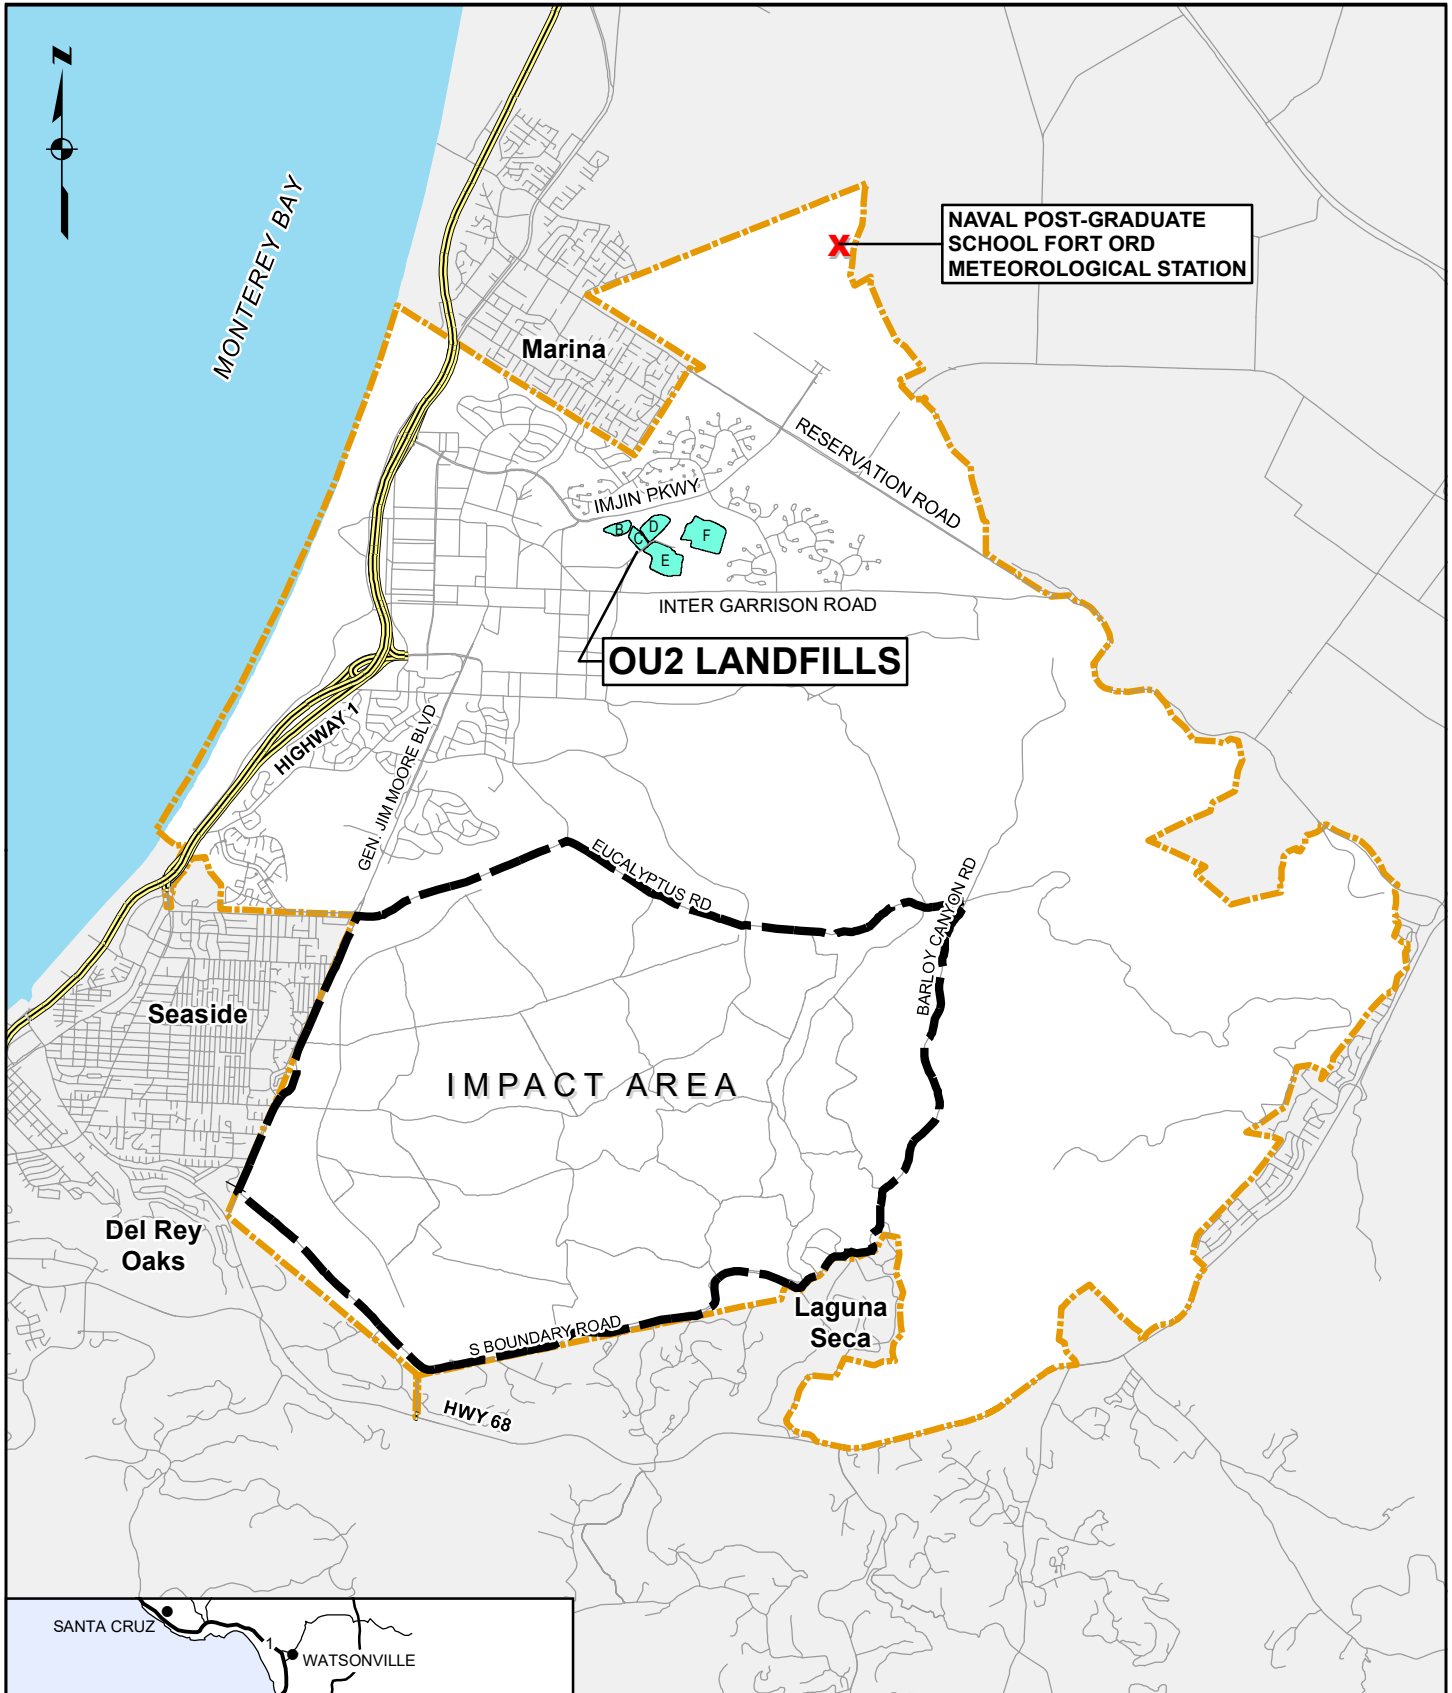 Z
MONTEREY BAY
NAVAL POST-GRADUATE
SCHOOL FORT ORD
METEOROLOGICAL STATION
X
Marina
RESERVATION ROAD
IMJIN PKWY
B
C
D
E
F
INTER GARRISON ROAD
OU2 LANDFILLS
HIGHWAY 1
GEN. JIM MOORE BLVD
EUCALYPTUS RD
BARLOY CANYON RD
Seaside
IMPACT AREA
Del Rey
Oaks
Laguna
Seca
S BOUNDARY ROAD
HWY 68
SANTA CRUZ
1
WATSONVILLE